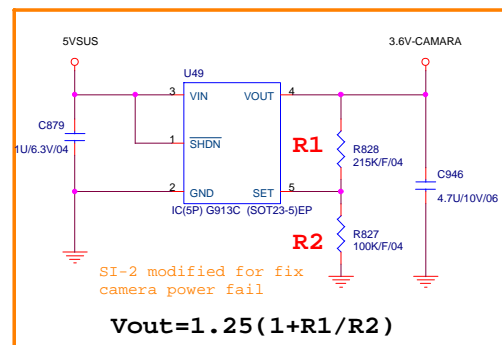 5VSUS
3.6V-CAMARA
U49
3
VIN
VOUT
4
C879
1U/6.3V/04
1
SHDN
R1
R828
215K/F/04
C946
4.7U/10V/06
2
GND
SET
5
IC(5P) G913C (SOT23-5)EP
R2
R827
100K/F/04
SI-2 modified for fix
camera power fail
Vout=1.25(1+R1/R2)